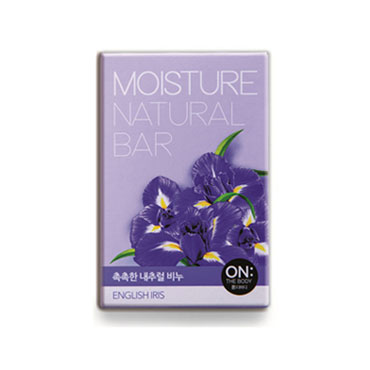 MOISTURE
NATURAL
BAR
촉촉한 내추럴 비누
ENGLISH IRIS
ON:
THE BODY